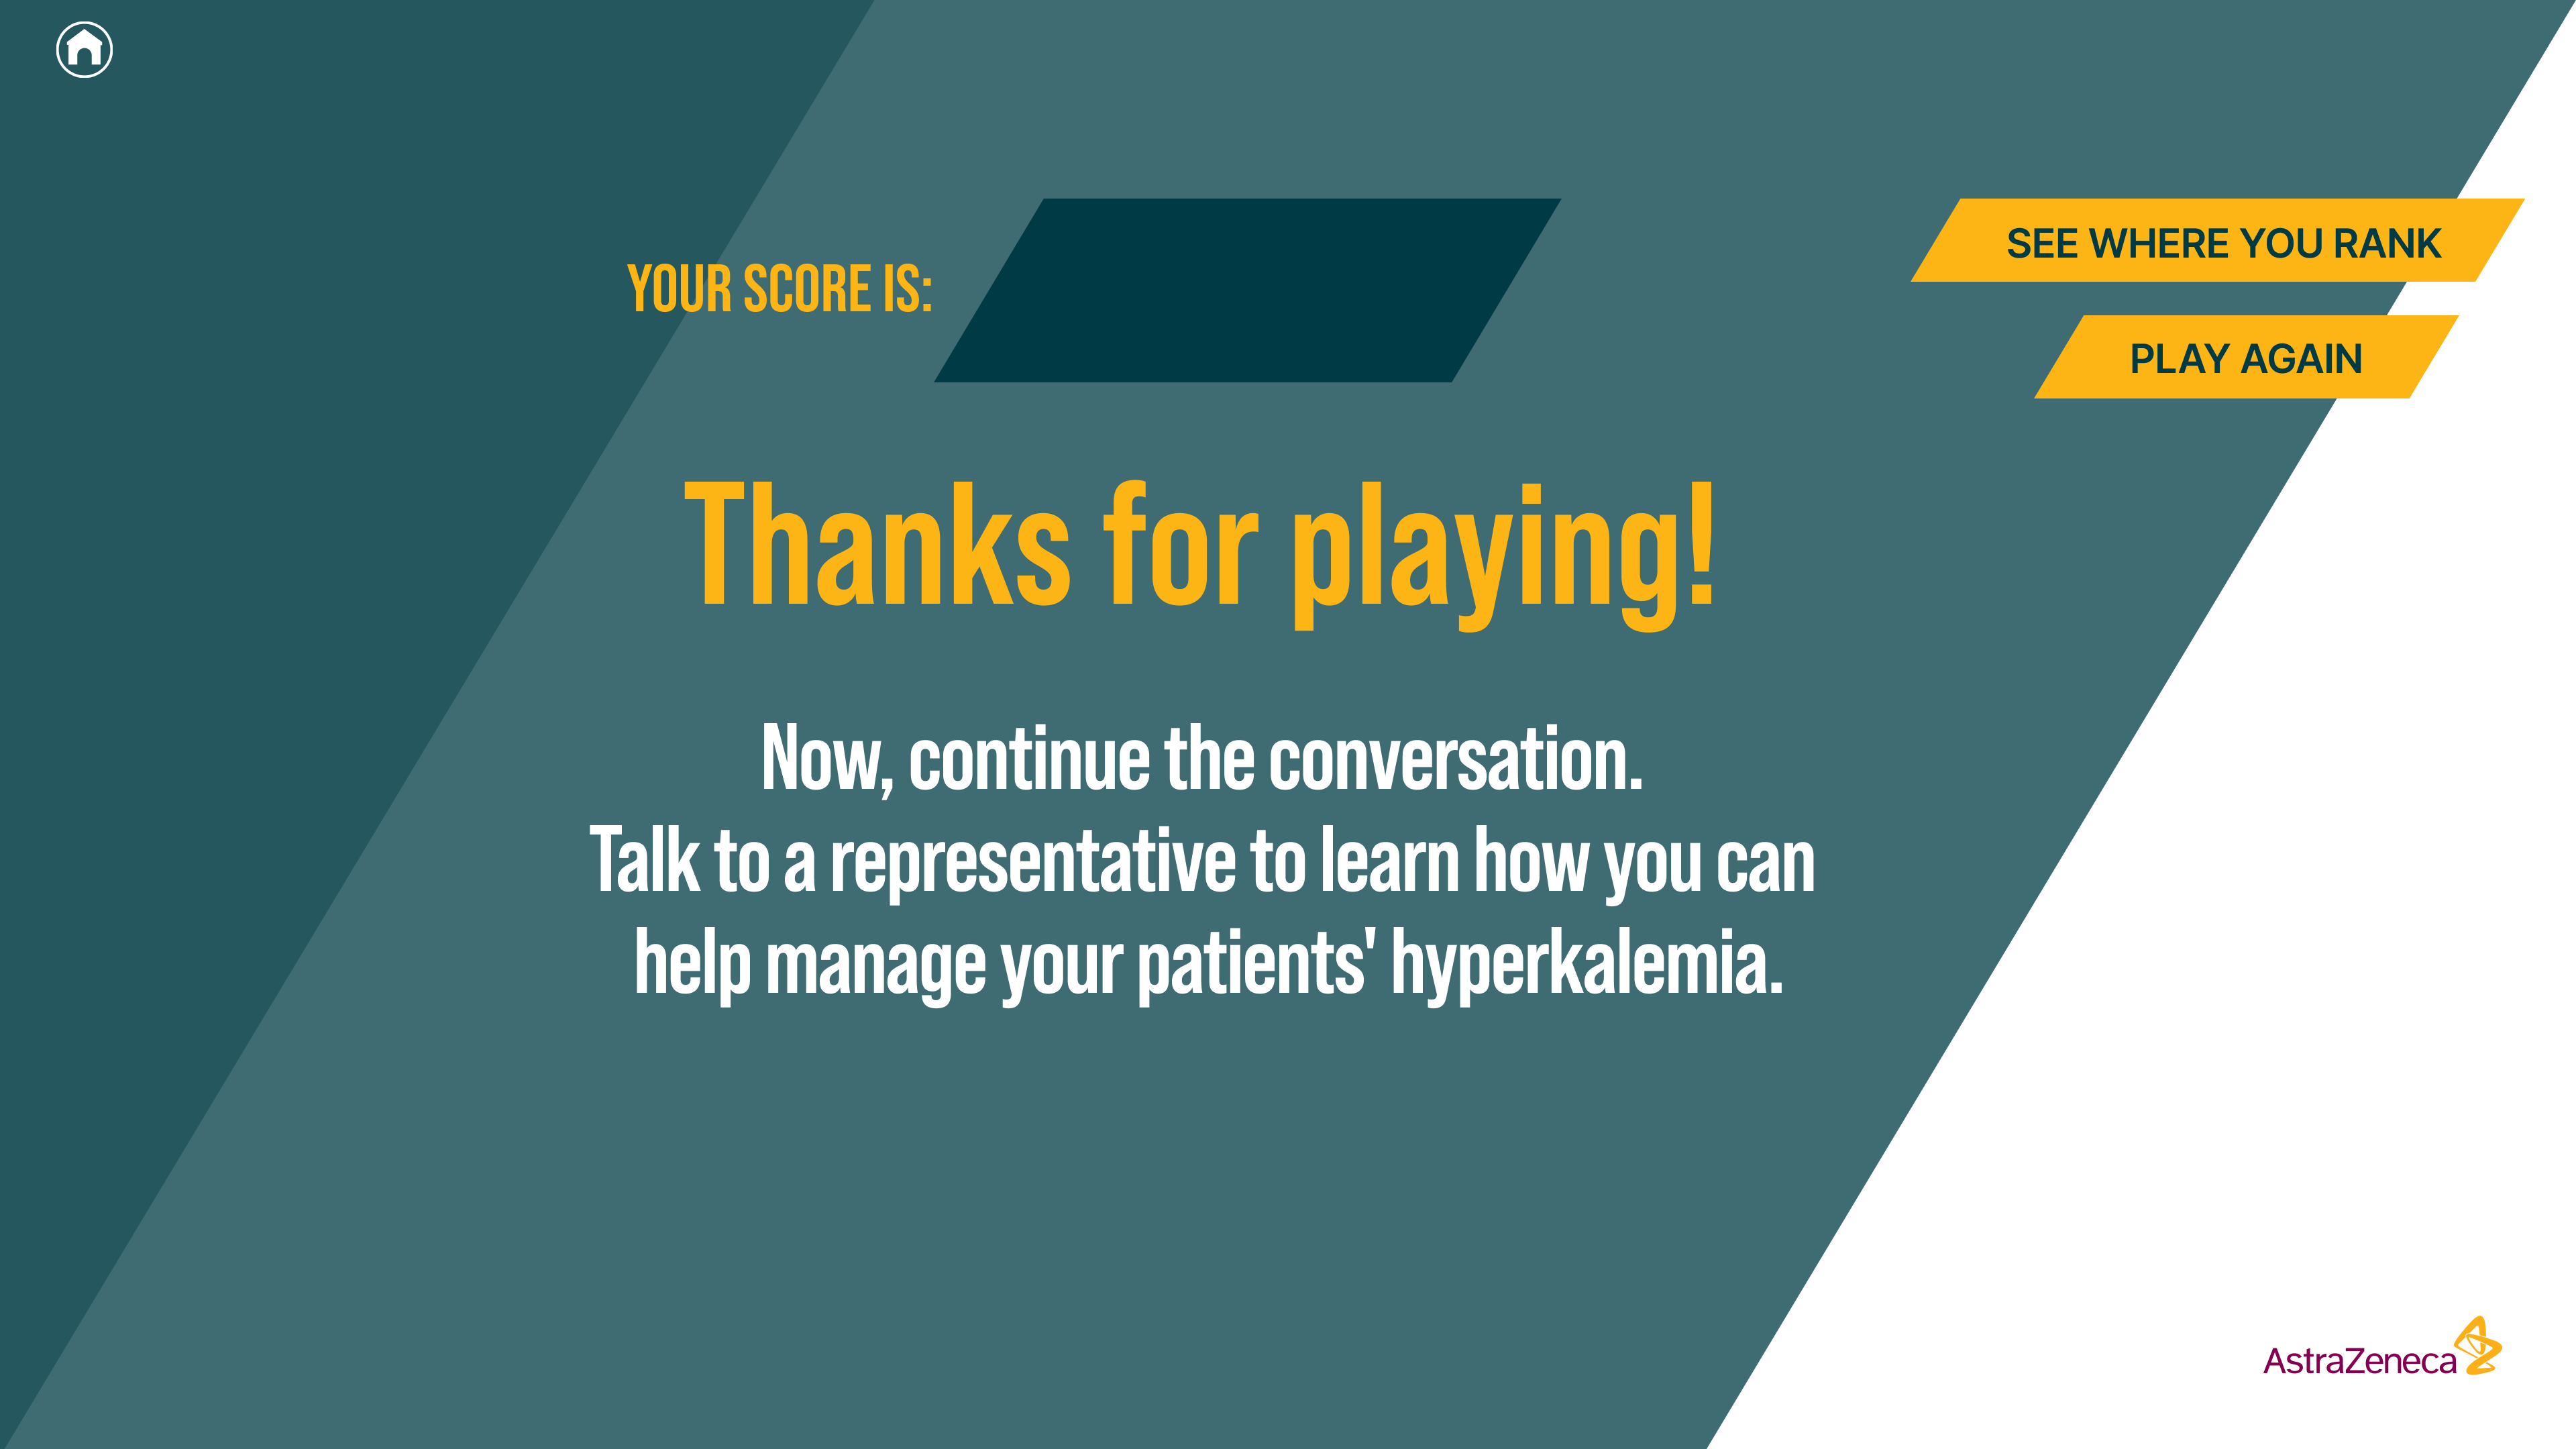 YOUR SCORE IS:
SEE WHERE YOU RANK
PLAY AGAIN
Thanks for playing!
Now, continue the conversation.
Talk to a representative to learn how you can
help manage your patients' hyperkalemia.
AstraZeneca